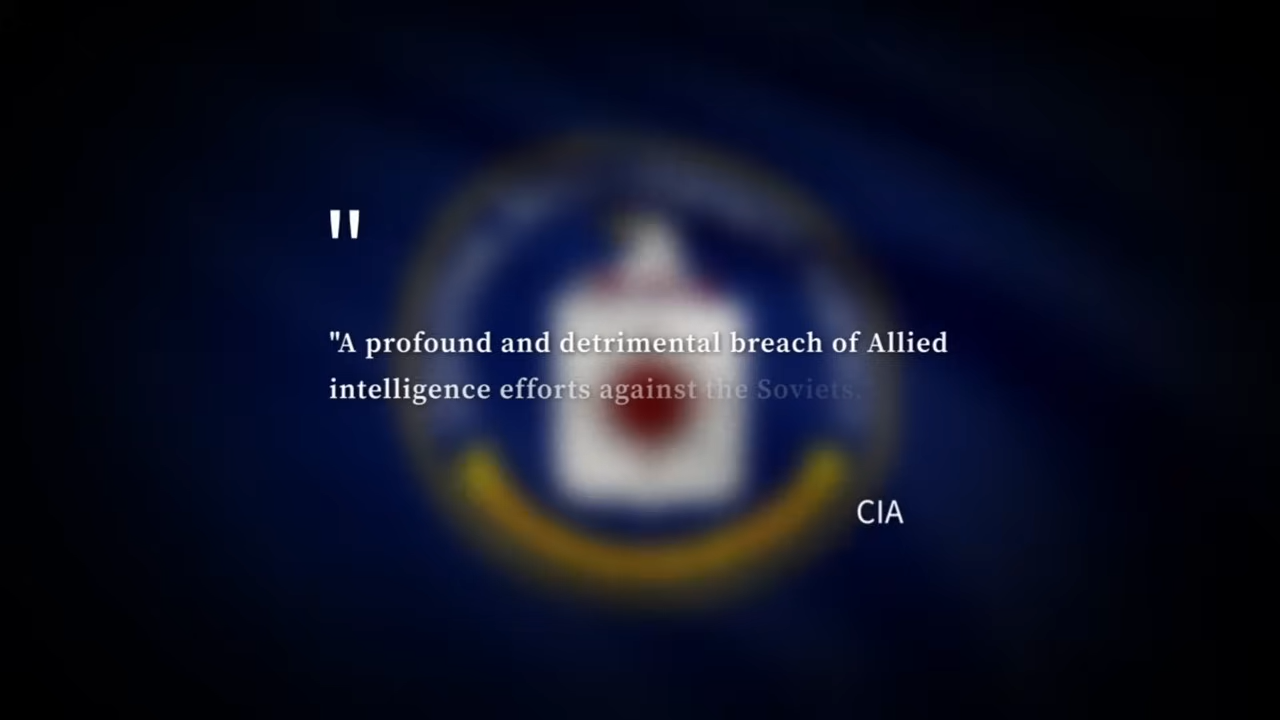 "
"A profound and detrimental breach of Allied
intelligence efforts against the Soviets.
CIA